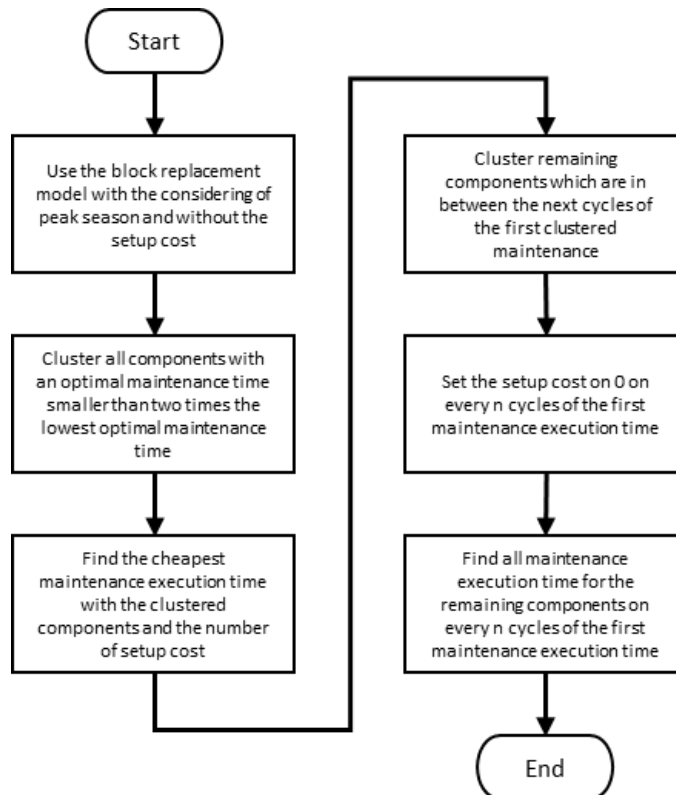 Start
Use the block replacement
model with the considering of
peak season and without the
setup cost
Cluster all components with
an optimal maintenance time
smaller than two times the
lowest optimal maintenance
time
Find the cheapest
maintenance execution time
with the clustered
components and the number
of setup cost
Cluster remaining
components which are in
between the next cycles of
the first clustered
maintenance
Set the setup cost on 0 on
every n cycles of the first
maintenance execution time
Find all maintenance
execution time for the
remaining components on
every n cycles of the first
maintenance execution time
End